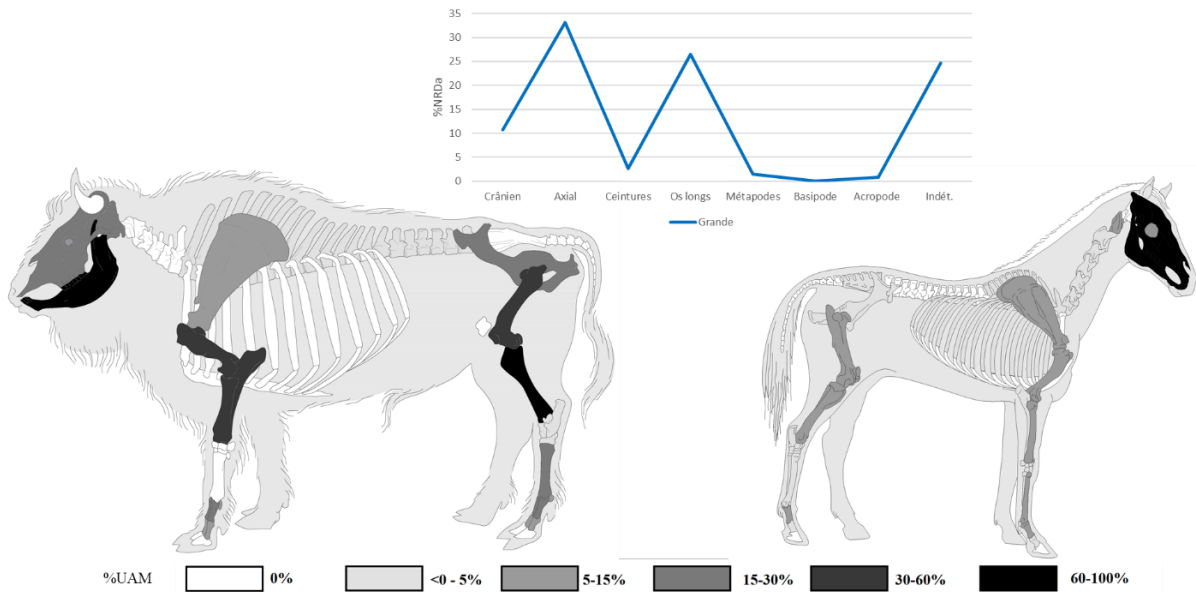 35
30
25
20
15
10
5
0
%NRDa
Crânien Axial Ceintures Os longs Métapodes Basipode Acropode Indét.
Grande
%UAM 0% <0 - 5% 5-15% 15-30% 30-60% 60-100%